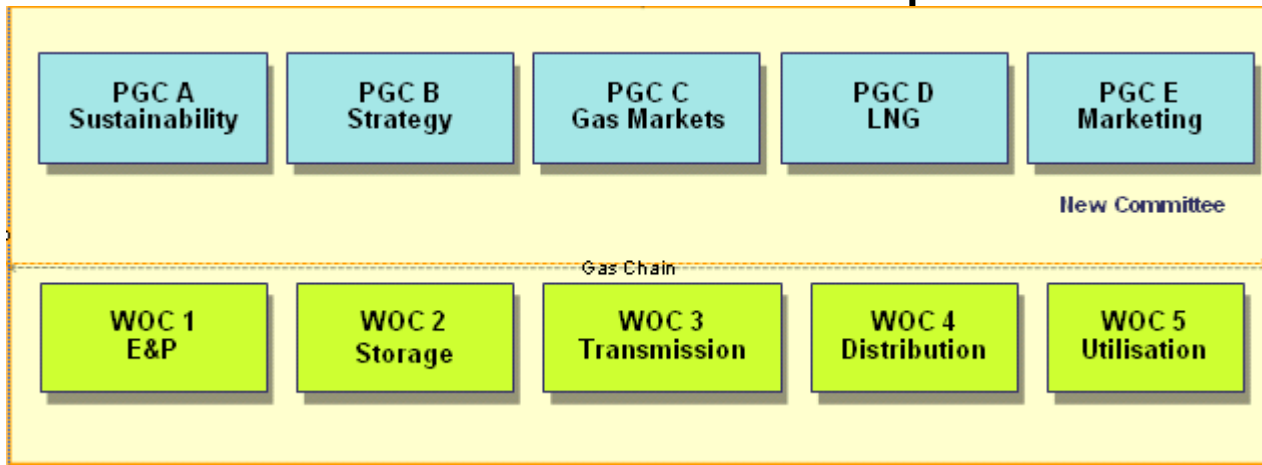 PGC A
Sustainability
PGC B
Strategy
PGC C
Gas Markets
PGC D
LNG
PGC E
Marketing
New Committee
Gas Chain
WOC 1
E&P
WOC 2
Storage
WOC 3
Transmission
WOC 4
Distribution
WOC 5
Utilisation